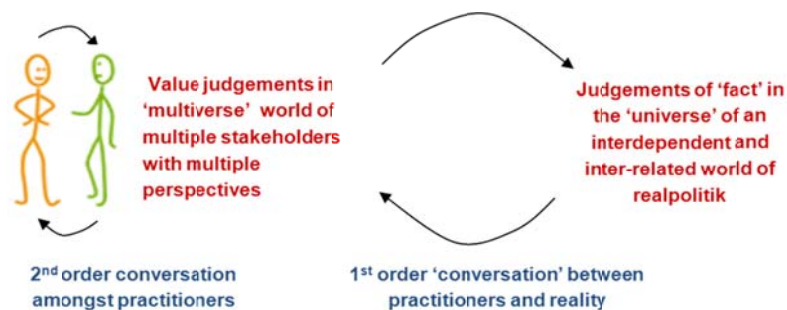 Value judgements in
‘multiverse’ world of
multiple stakeholders
with multiple
perspectives
Judgements of ‘fact’ in
the ‘universe’ of an
interdependent and
inter-related world of
realpolitik
2nd order conversation
amongst practitioners
1st order ‘conversation’ between
practitioners and reality